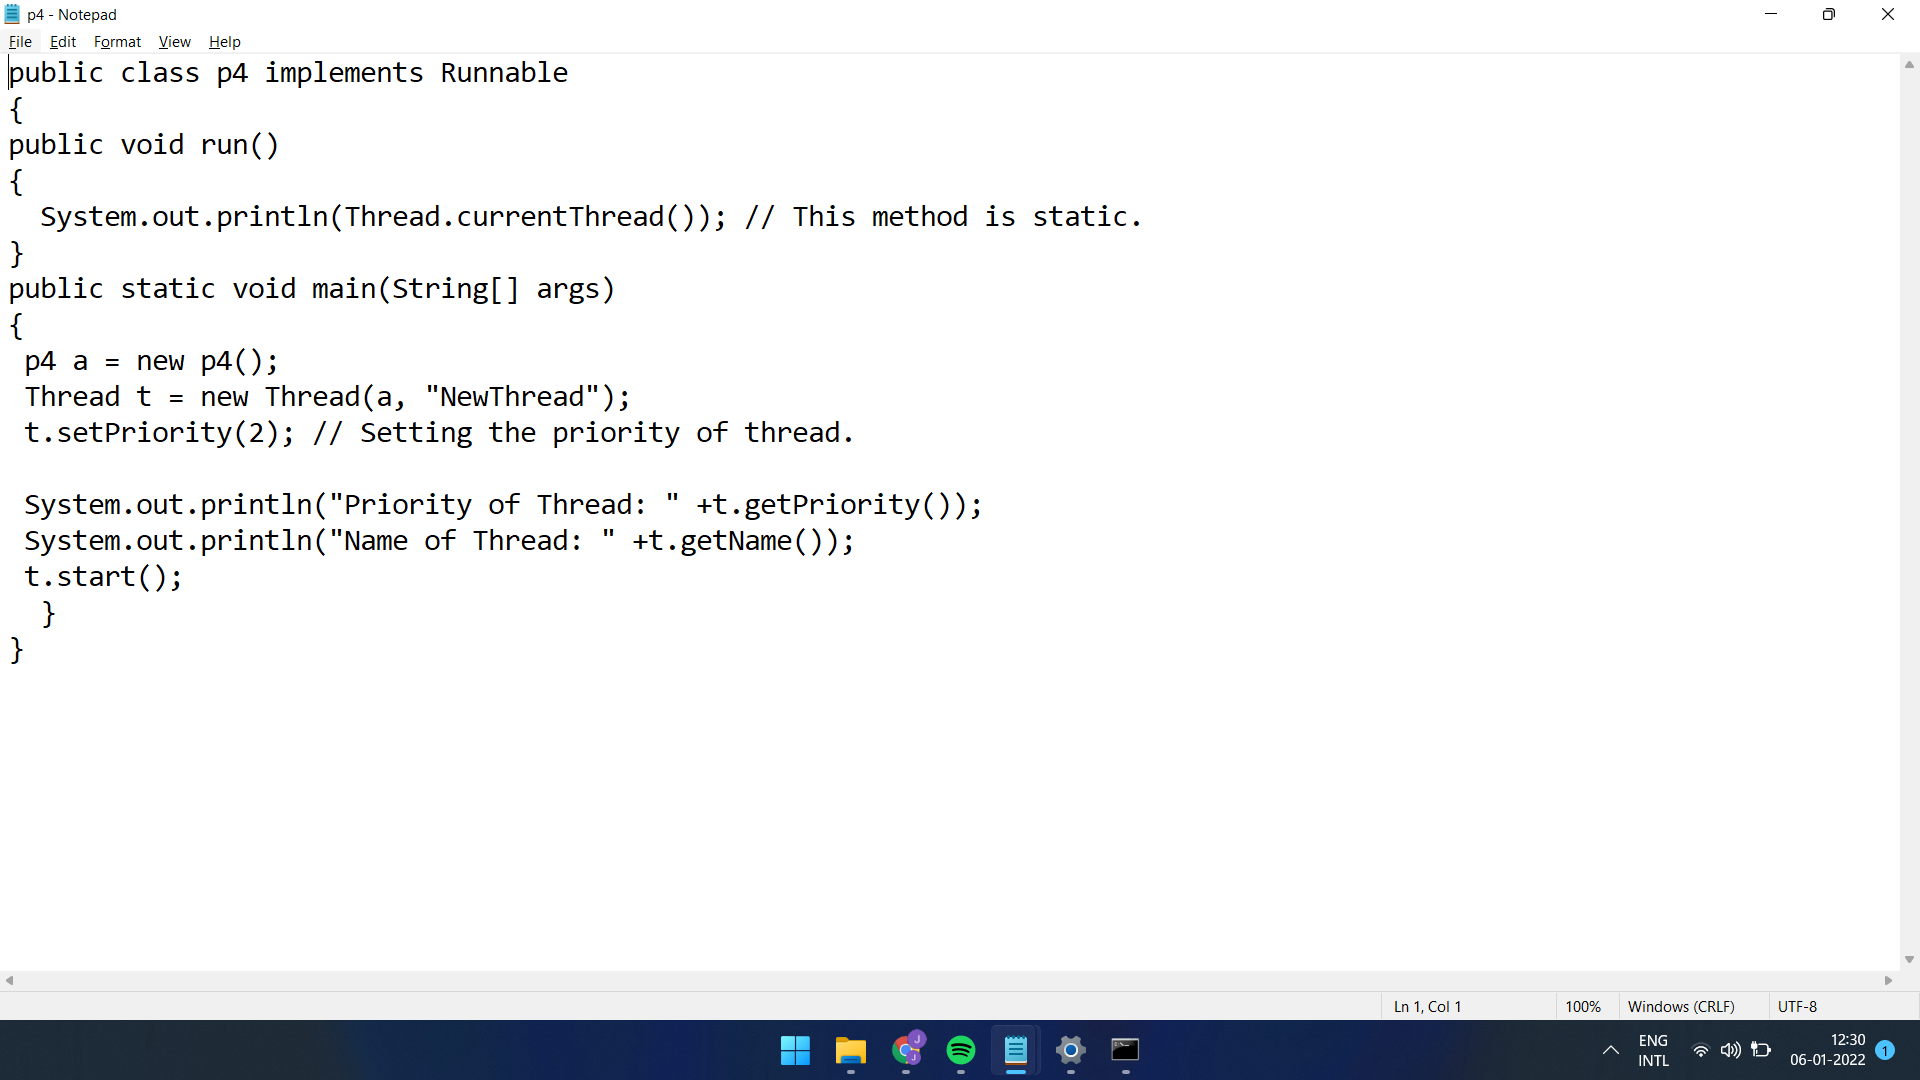 p4 - Notepad
File Edit Format View Help
public class p4 implements Runnable
{
public void run()
{
  System.out.println(Thread.currentThread()); // This method is static.
}
public static void main(String[] args)
{
 p4 a = new p4();
 Thread t = new Thread(a, "NewThread");
 t.setPriority(2); // Setting the priority of thread.

 System.out.println("Priority of Thread: " +t.getPriority());
 System.out.println("Name of Thread: " +t.getName());
 t.start();
  }
}
Ln 1, Col 1 100% Windows (CRLF) UTF-8
ENG 12:30
INTL 06-01-2022 1
J
J